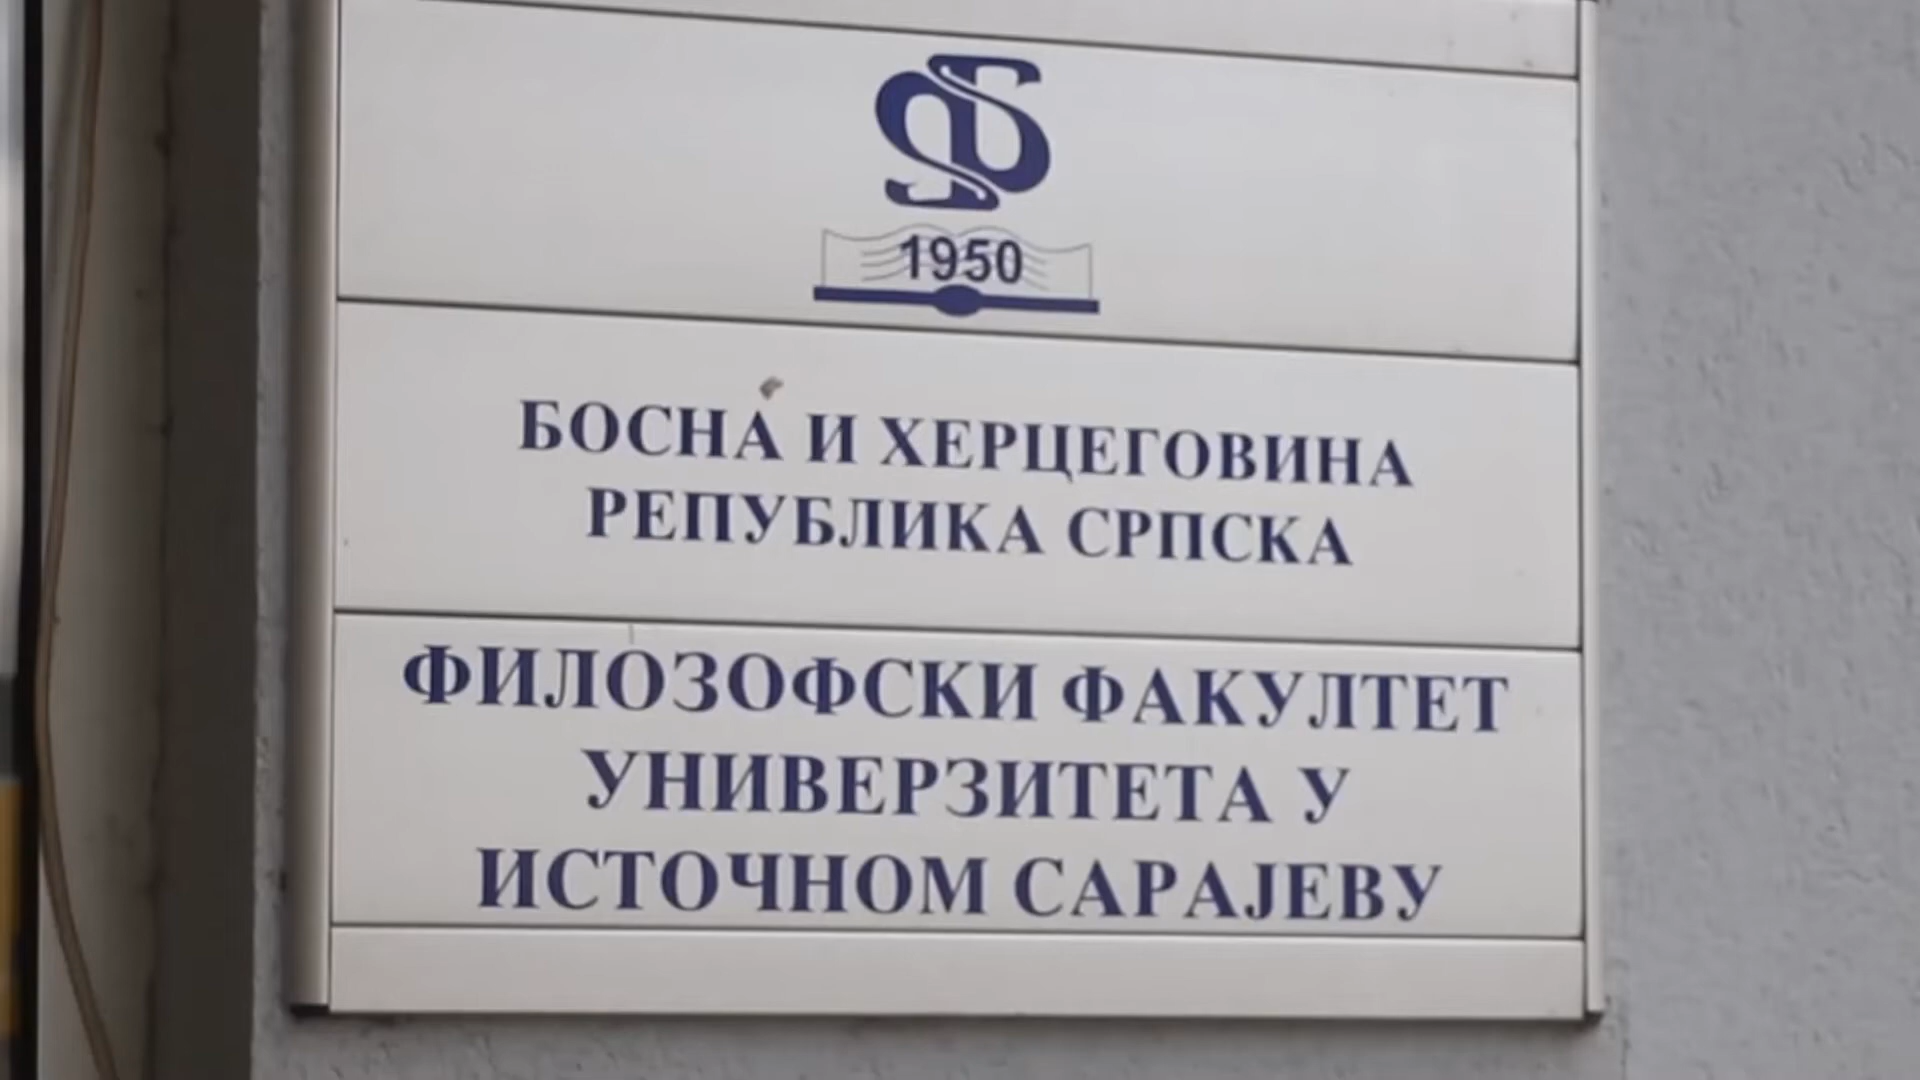 1950
БОСНА И ХЕРЦЕГОВИНА
РЕПУБЛИКА СРПСКА
ФИЛОЗОФСКИ ФАКУЛТЕТ
УНИВЕРЗИТЕТА У
ИСТОЧНОМ САРАЈЕВУ